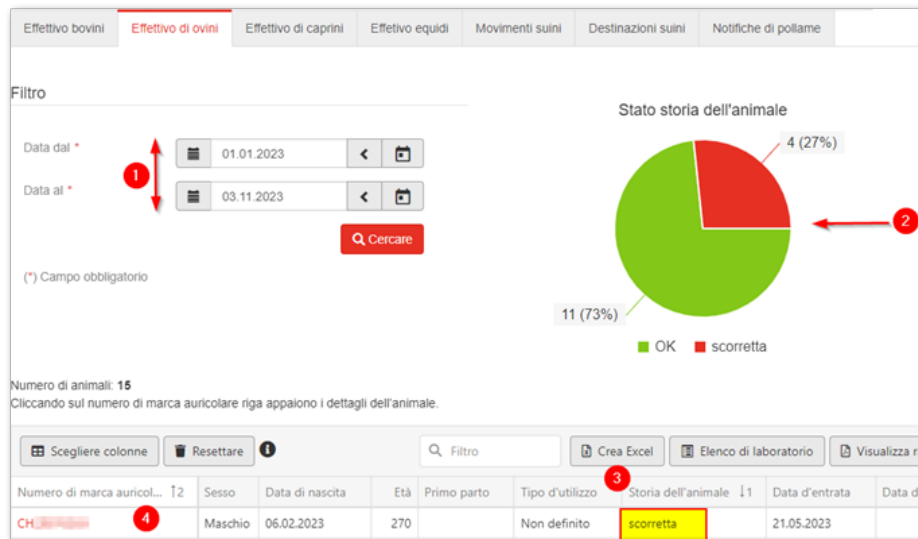 Effettivo bovini Effettivo di ovini Effettivo di caprini Effetivo equidi Movimenti suini Destinazioni suini Notifiche di pollame
Filtro
Stato storia dell'animale
Data dal * 01.01.2023
4 (27%)
1
Data al * 03.11.2023
2
Cercare
(*) Campo obbligatorio
11 (73%)
OK scorretta
Numero di animali: 15
Cliccando sul numero di marca auricolare riga appaiono i dettagli dell'animale.
Scegliere colonne Resettare Filtro Crea Excel Elenco di laboratorio Visualizza
3
Numero di marca auricol... ↑2 Sesso Data di nascita Età Primo parto Tipo d'utilizzo Storia dell'animale ↓1 Data d'entrata Data
CH 4 Maschio 06.02.2023 270 Non definito scorretta 21.05.2023